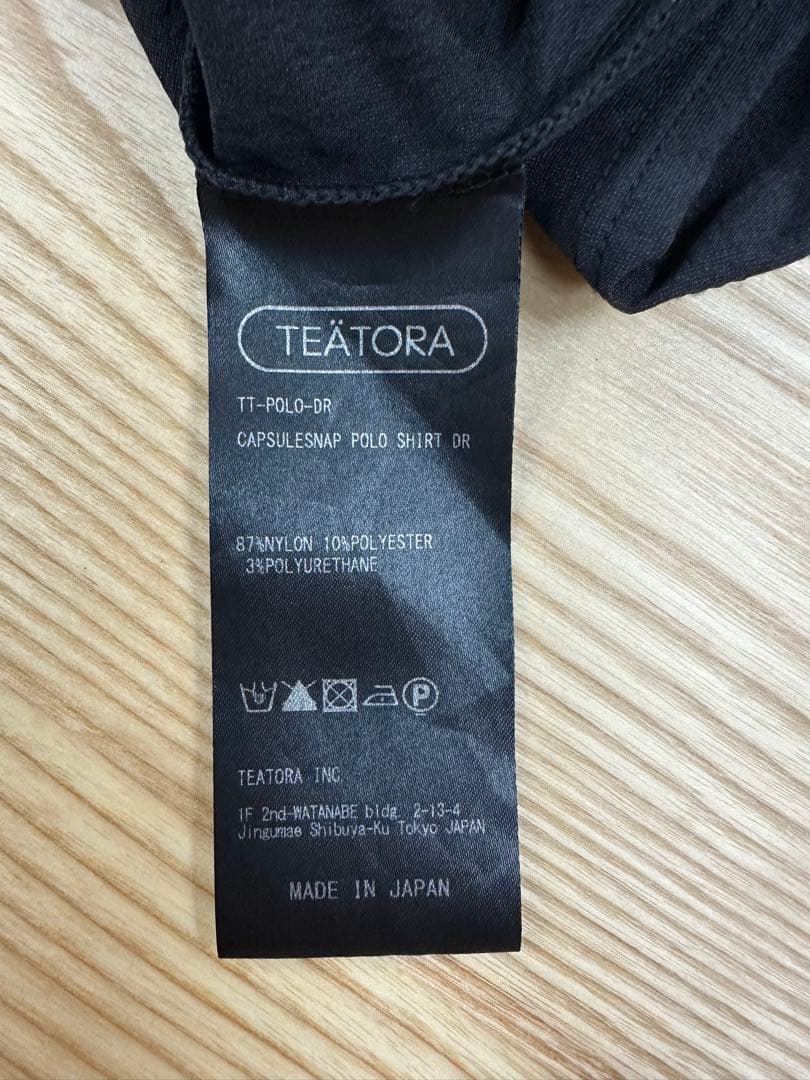 TEÄTORA
TT-POLO-DR
CAPSULESNAP POLO SHIRT DR
87%NYLON 10%POLYESTER
3%POLYURETHANE
P
TEATORA INC
1F 2nd-WATANABE bldg 2-13-4
Jingumae Shibuya-Ku Tokyo JAPAN
MADE IN JAPAN